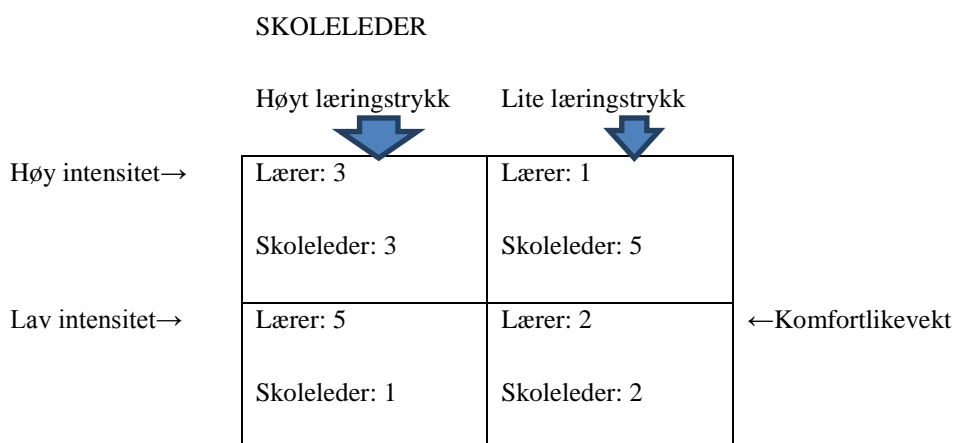 SKOLELEDER
Høyt læringstrykk Lite læringstrykk
Høy intensitet→ Lærer: 3 Lærer: 1
Skoleleder: 3 Skoleleder: 5
Lav intensitet→ Lærer: 5 Lærer: 2 ←Komfortlikevekt
Skoleleder: 1 Skoleleder: 2